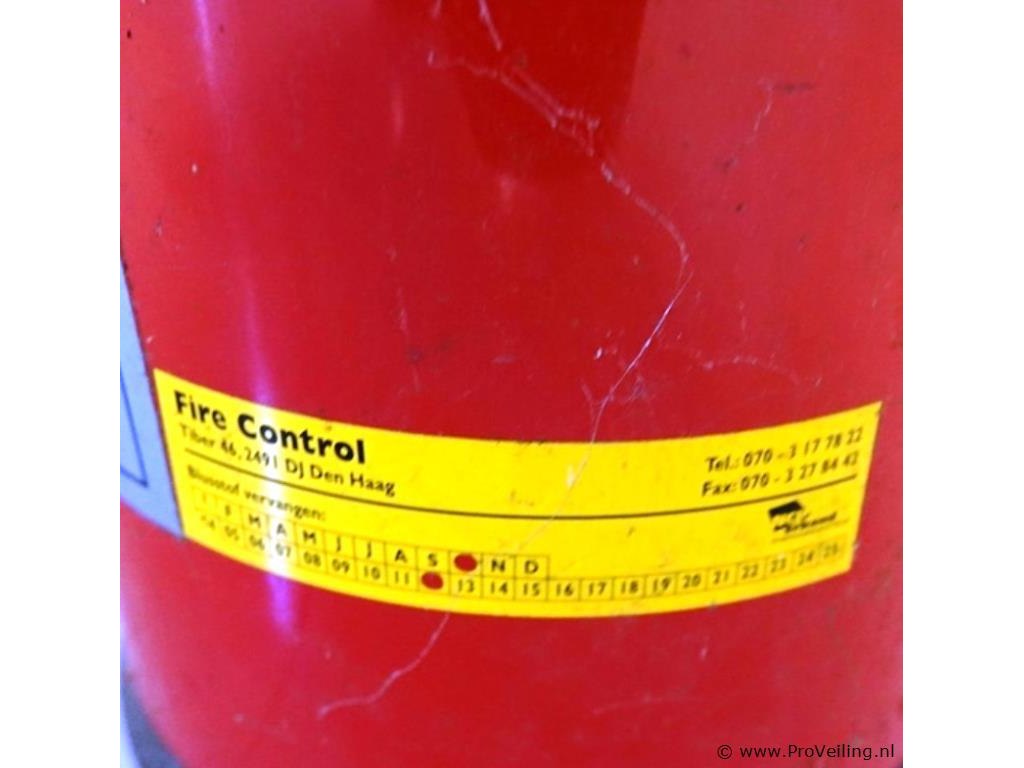 Fire Control
Tiber 46, 2491 DJ Den Haag
Tel.: 070 - 3 17 78 22
Fax: 070 - 3 27 84 42
Blusstof vervangen:
J F M A M J J A S N D
04 05 06 07 08 09 10 11 13 14 15 16 17 18 19 20 21 22 23 24 25
© www.ProVeiling.nl